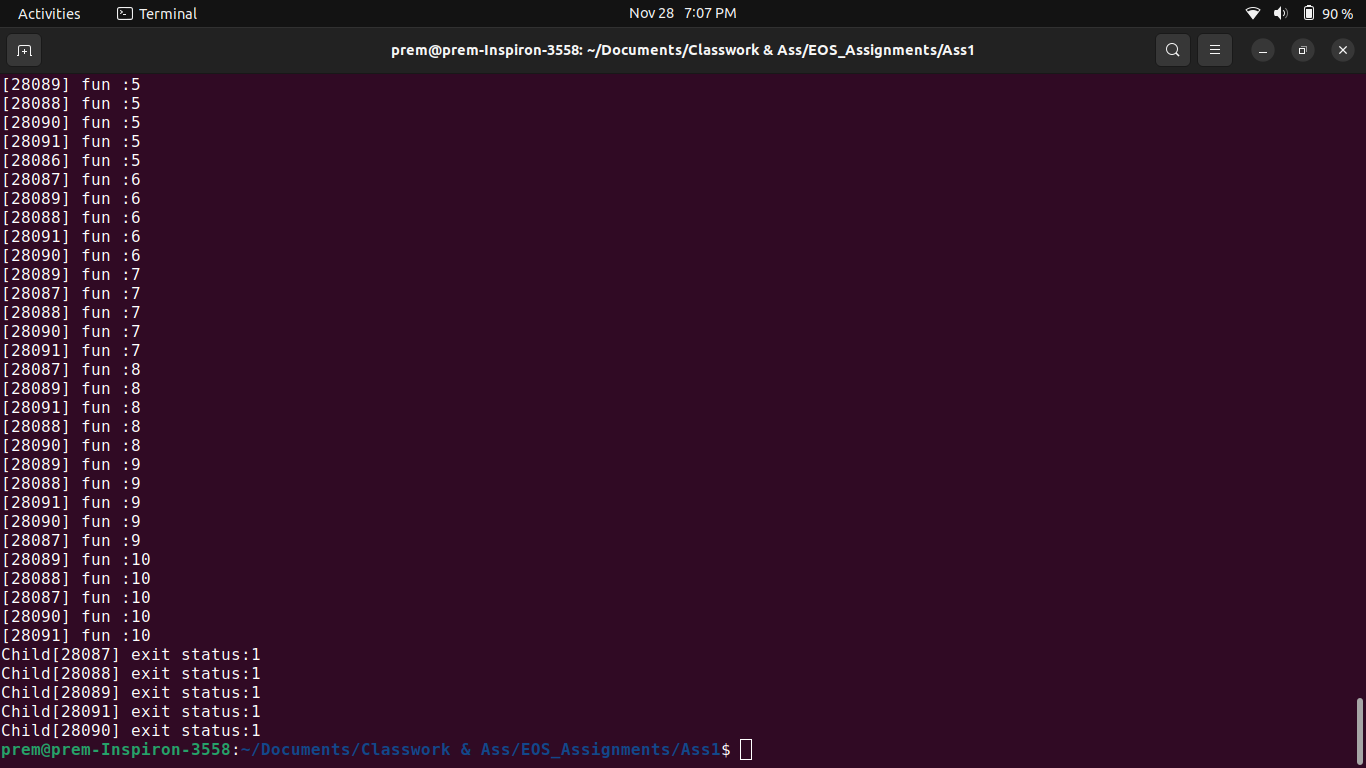 Activities Terminal Nov 28 7:07 PM 90 %
prem@prem-Inspiron-3558: ~/Documents/Classwork & Ass/EOS_Assignments/Ass1
[28089] fun :5
[28088] fun :5
[28090] fun :5
[28091] fun :5
[28086] fun :5
[28087] fun :6
[28089] fun :6
[28088] fun :6
[28091] fun :6
[28090] fun :6
[28089] fun :7
[28087] fun :7
[28088] fun :7
[28090] fun :7
[28091] fun :7
[28087] fun :8
[28089] fun :8
[28091] fun :8
[28088] fun :8
[28090] fun :8
[28089] fun :9
[28088] fun :9
[28091] fun :9
[28090] fun :9
[28087] fun :9
[28089] fun :10
[28088] fun :10
[28087] fun :10
[28090] fun :10
[28091] fun :10
Child[28087] exit status:1
Child[28088] exit status:1
Child[28089] exit status:1
Child[28091] exit status:1
Child[28090] exit status:1
prem@prem-Inspiron-3558:~/Documents/Classwork & Ass/EOS_Assignments/Ass1$